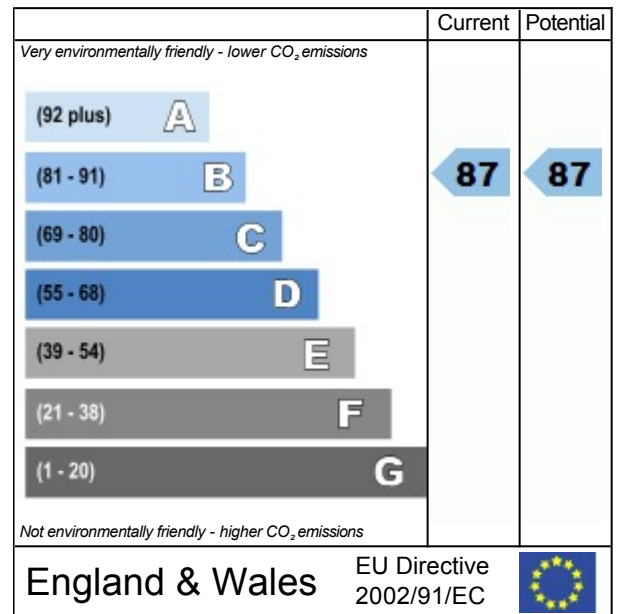 Current Potential
Very environmentally friendly - lower CO₂ emissions
(92 plus) A
(81 - 91) B 87 87
(69 - 80) C
(55 - 68) D
(39 - 54) E
(21 - 38) F
(1 - 20) G
Not environmentally friendly - higher CO₂ emissions
England & Wales
EU Directive
2002/91/EC